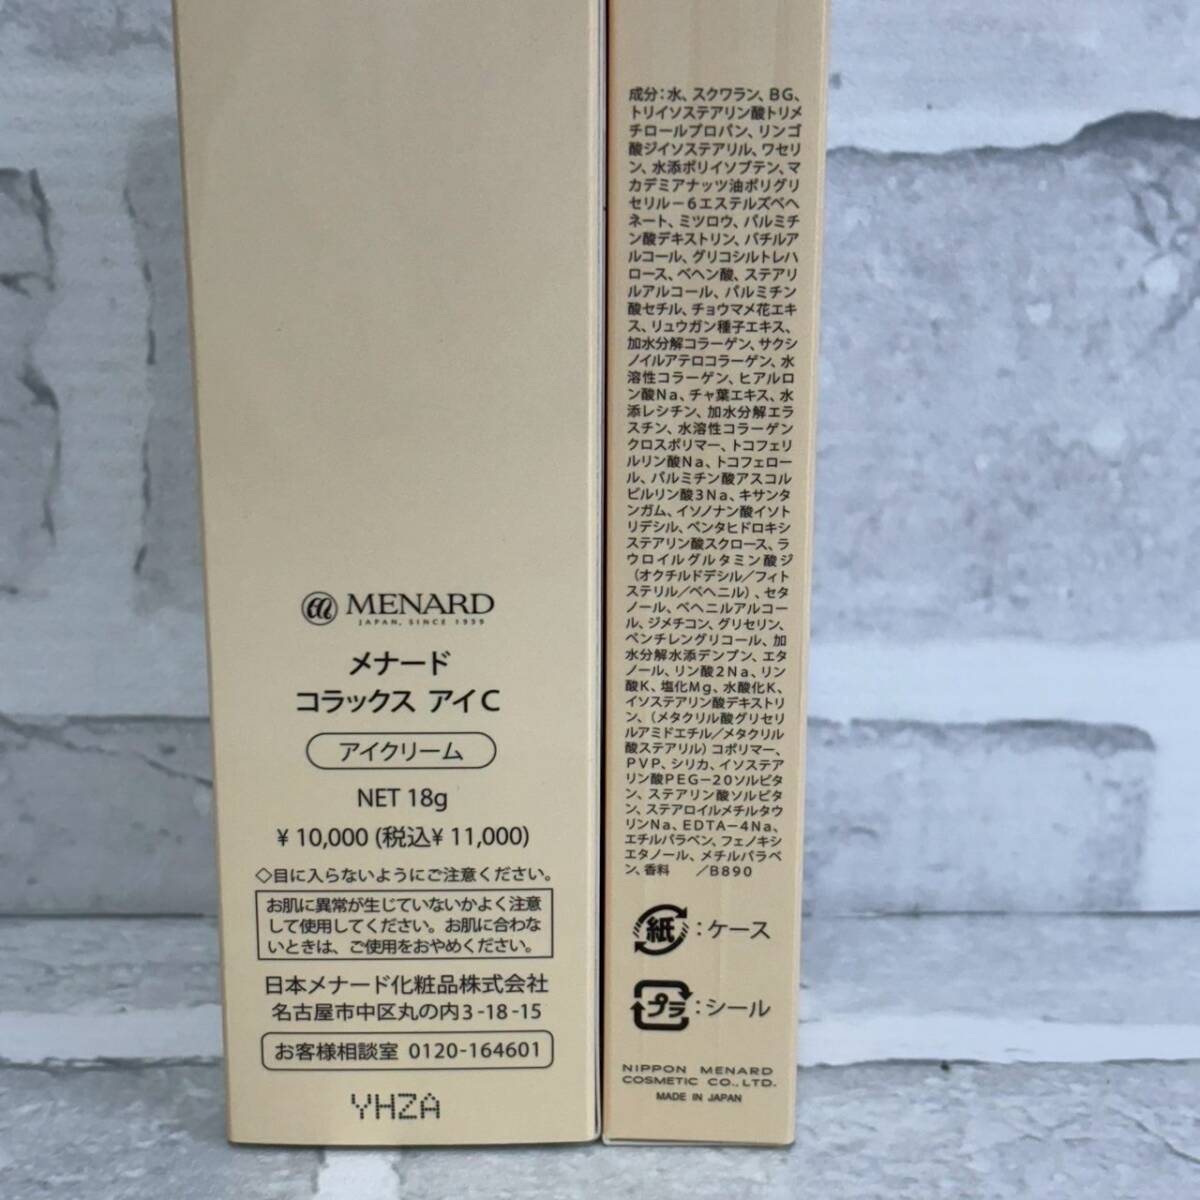 MENARD
JAPAN, SINCE 1959
メナード
コラックス アイC
アイクリーム
NET 18g
¥ 10,000 (税込¥ 11,000)
◇目に入らないようにご注意ください。
お肌に異常が生じていないかよく注意
して使用してください。お肌に合わな
いときは、ご使用をおやめください。
日本メナード化粧品株式会社
名古屋市中区丸の内3-18-15
お客様相談室 0120-164601
YHZA
成分：水、スクワラン、BG、
トリイソステアリン酸トリメ
チロールプロパン、リンゴ
酸ジイソステアリル、ワセリ
ン、水添ポリイソブテン、マ
カデミアナッツ油ポリグリ
セリル－6エステルズベヘ
ネート、ミツロウ、パルミチ
ン酸デキストリン、バチルア
ルコール、グリコシルトレハ
ロース、ベヘン酸、ステアリ
ルアルコール、パルミチン
酸セチル、チョウマメ花エキ
ス、リュウガン種子エキス、
加水分解コラーゲン、サクシ
ノイルアテロコラーゲン、水
溶性コラーゲン、ヒアルロ
ン酸Na、チャ葉エキス、水
添レシチン、加水分解エラ
スチン、水溶性コラーゲン
クロスポリマー、トコフェリ
ルリン酸Na、トコフェロー
ル、パルミチン酸アスコル
ビルリン酸3Na、キサンタ
ンガム、イソノナン酸イソト
リデシル、ペンタヒドロキシ
ステアリン酸スクロース、ラ
ウロイルグルタミン酸ジ
（オクチルドデシル／フィト
ステリル／ベヘニル）、セタ
ノール、ベヘニルアルコー
ル、ジメチコン、グリセリン、
ペンチレングリコール、加
水分解水添デンプン、エタ
ノール、リン酸2Na、リン
酸K、塩化Mg、水酸化K、
イソステアリン酸デキストリ
ン、（メタクリル酸グリセリ
ルアミドエチル／メタクリル
酸ステアリル）コポリマー、
PVP、シリカ、イソステア
リン酸PEG－20ソルビタ
ン、ステアリン酸ソルビタ
ン、ステアロイルメチルタウ
リンNa、EDTA－4Na、
エチルパラベン、フェノキシ
エタノール、メチルパラベ
ン、香料 ／B890
紙：ケース
プラ：シール
NIPPON MENARD
COSMETIC CO.,LTD.
MADE IN JAPAN